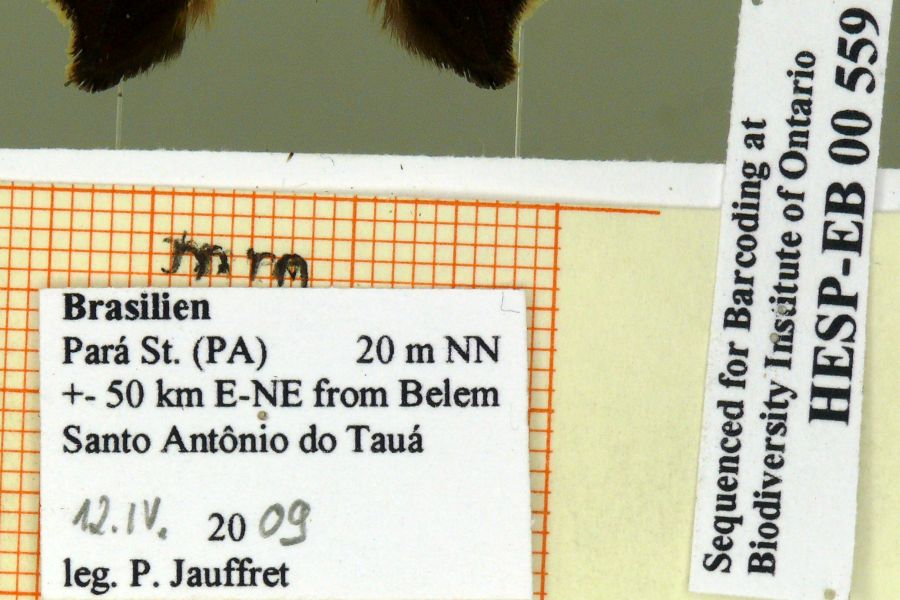 mm
Brasilien
Pará St. (PA) 20 m NN
+- 50 km E-NE from Belem
Santo Antônio do Tauá
12.IV. 2009
leg. P. Jauffret
Sequenced for Barcoding at
Biodiversity Institute of Ontario
HESP-EB 00 559